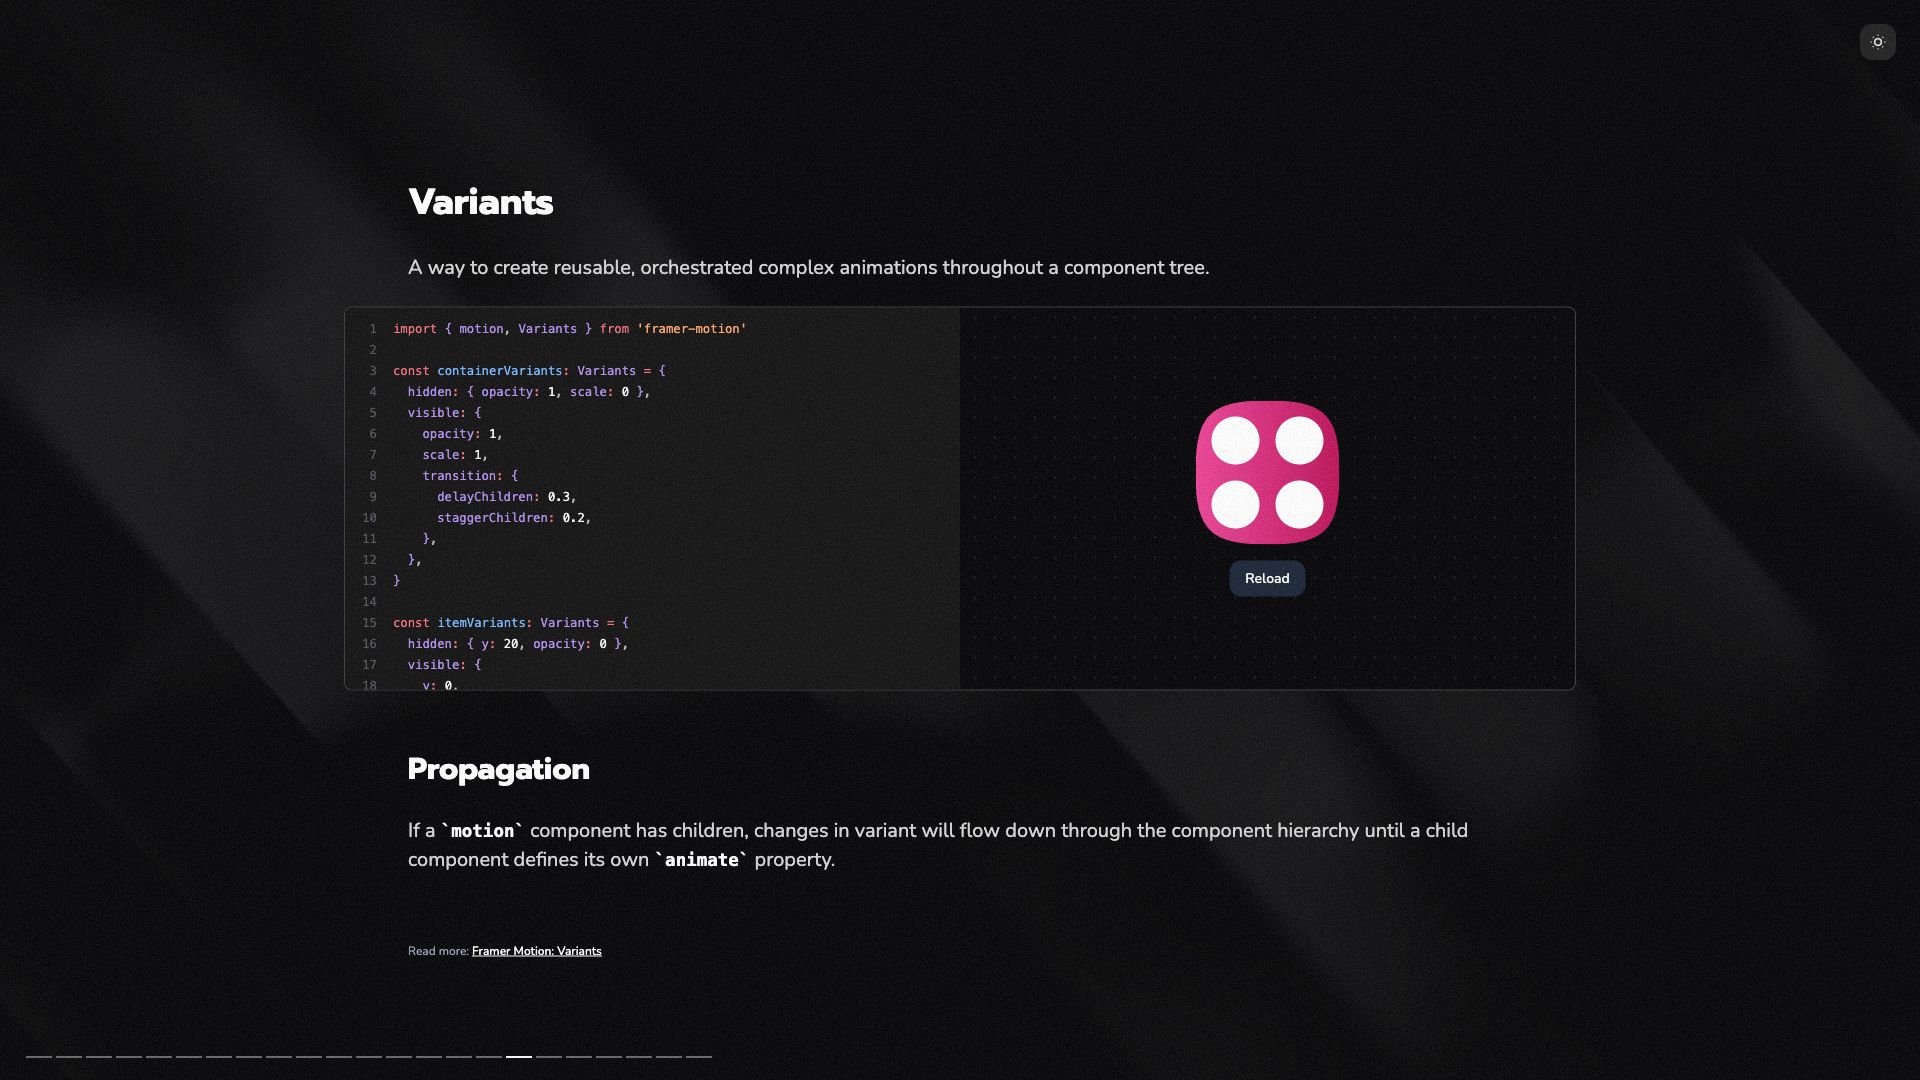 Variants
A way to create reusable, orchestrated complex animations throughout a component tree.
1 import { motion, Variants } from 'framer-motion'
2
3 const containerVariants: Variants = {
4 hidden: { opacity: 1, scale: 0 },
5 visible: {
6 opacity: 1,
7 scale: 1,
8 transition: {
9 delayChildren: 0.3,
10 staggerChildren: 0.2,
11 },
12 },
13 }
14
15 const itemVariants: Variants = {
16 hidden: { y: 20, opacity: 0 },
17 visible: {
18 y: 0,
Reload
Propagation
If a `motion` component has children, changes in variant will flow down through the component hierarchy until a child
component defines its own `animate` property.
Read more: Framer Motion: Variants